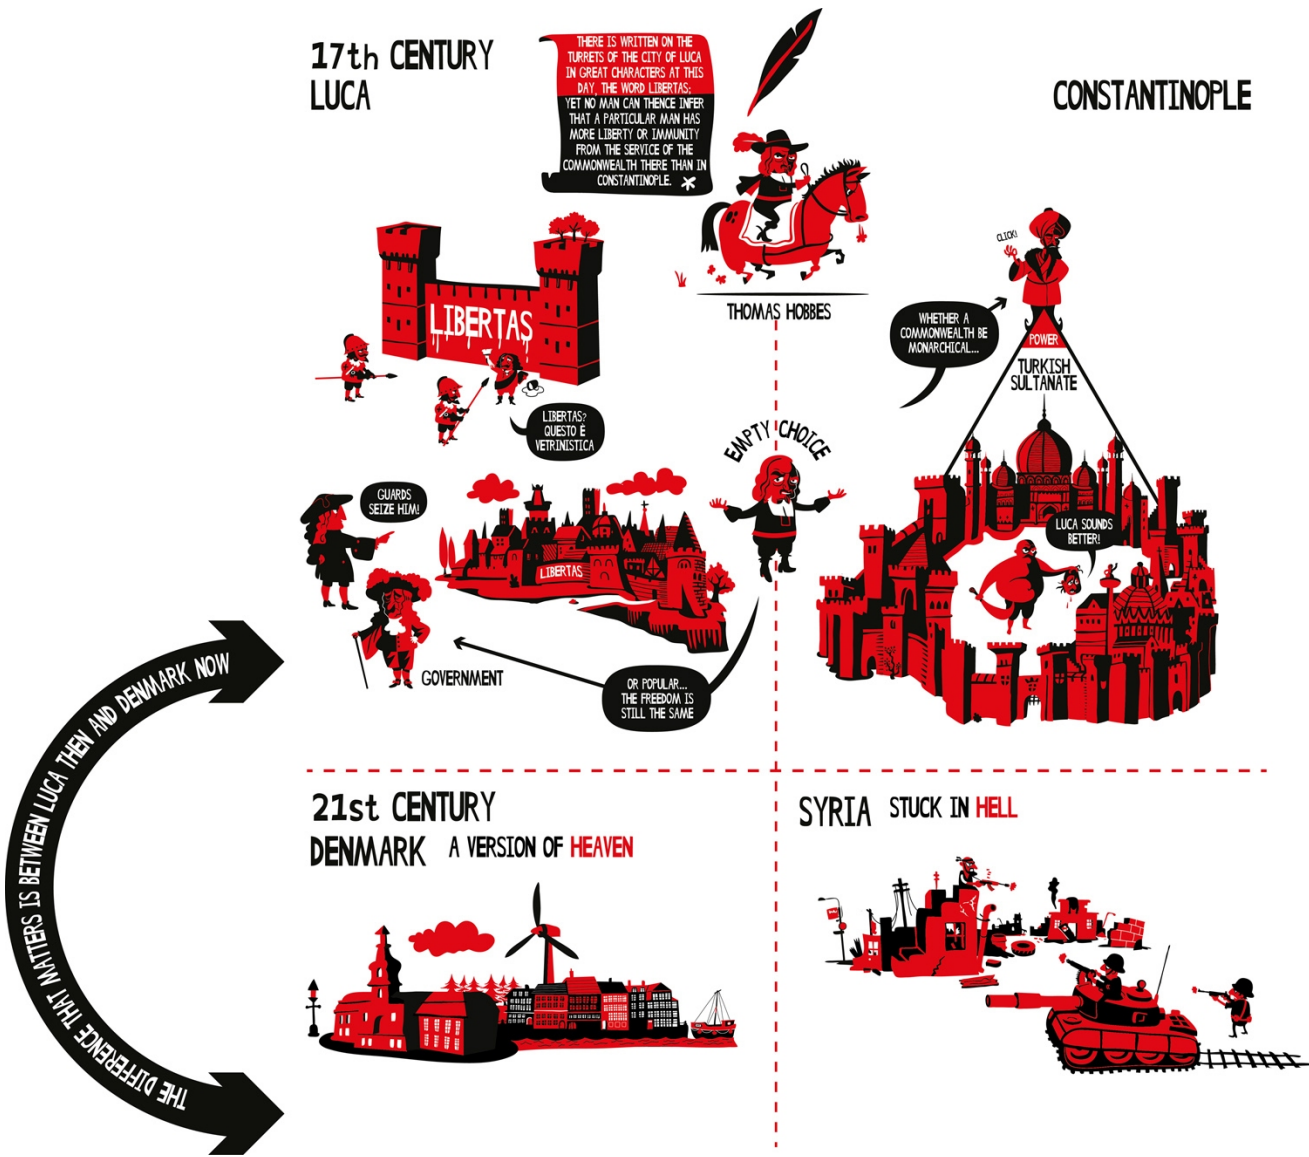 17th CENTURY
LUCA
THERE IS WRITTEN ON THE
TURRETS OF THE CITY OF LUCA
IN GREAT CHARACTERS AT THIS
DAY, THE WORD LIBERTAS;
YET NO MAN CAN THENCE INFER
THAT A PARTICULAR MAN HAS
MORE LIBERTY OR IMMUNITY
FROM THE SERVICE OF THE
COMMONWEALTH THERE THAN IN
CONSTANTINOPLE. *
CONSTANTINOPLE
THOMAS HOBBES
LIBERTAS
LIBERTAS?
QUESTO È
VETRINISTICA
CLICK!
WHETHER A
COMMONWEALTH BE
MONARCHICAL...
POWER
TURKISH
SULTANATE
EMPTY CHOICE
GUARDS
SEIZE HIM!
LIBERTAS
LUCA SOUNDS
BETTER!
GOVERNMENT
OR POPULAR...
THE FREEDOM IS
STILL THE SAME
THE DIFFERENCE THAT MATTERS IS BETWEEN LUCA THEN AND DENMARK NOW
21st CENTURY
DENMARK A VERSION OF HEAVEN
SYRIA STUCK IN HELL